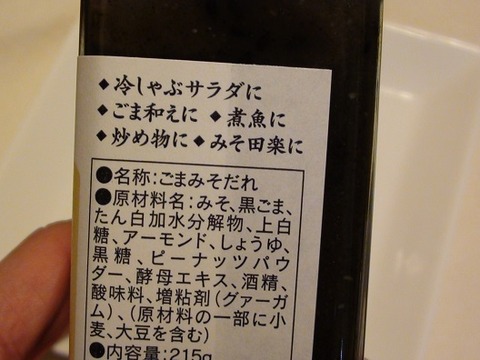 ◆冷しゃぶサラダに
◆ごま和えに ◆煮魚に
◆炒め物に◆みそ田楽に
●名称:ごまみそだれ
●原材料名:みそ、黒ごま、
たん白加水分解物、上白
糖、アーモンド、しょうゆ、
黒糖、ピーナッツパウ
ダー、酵母エキス、酒精、
酸味料、増粘剤(グァーガ
ム)、(原材料の一部に小
麦、大豆を含む)
●内容量:215g